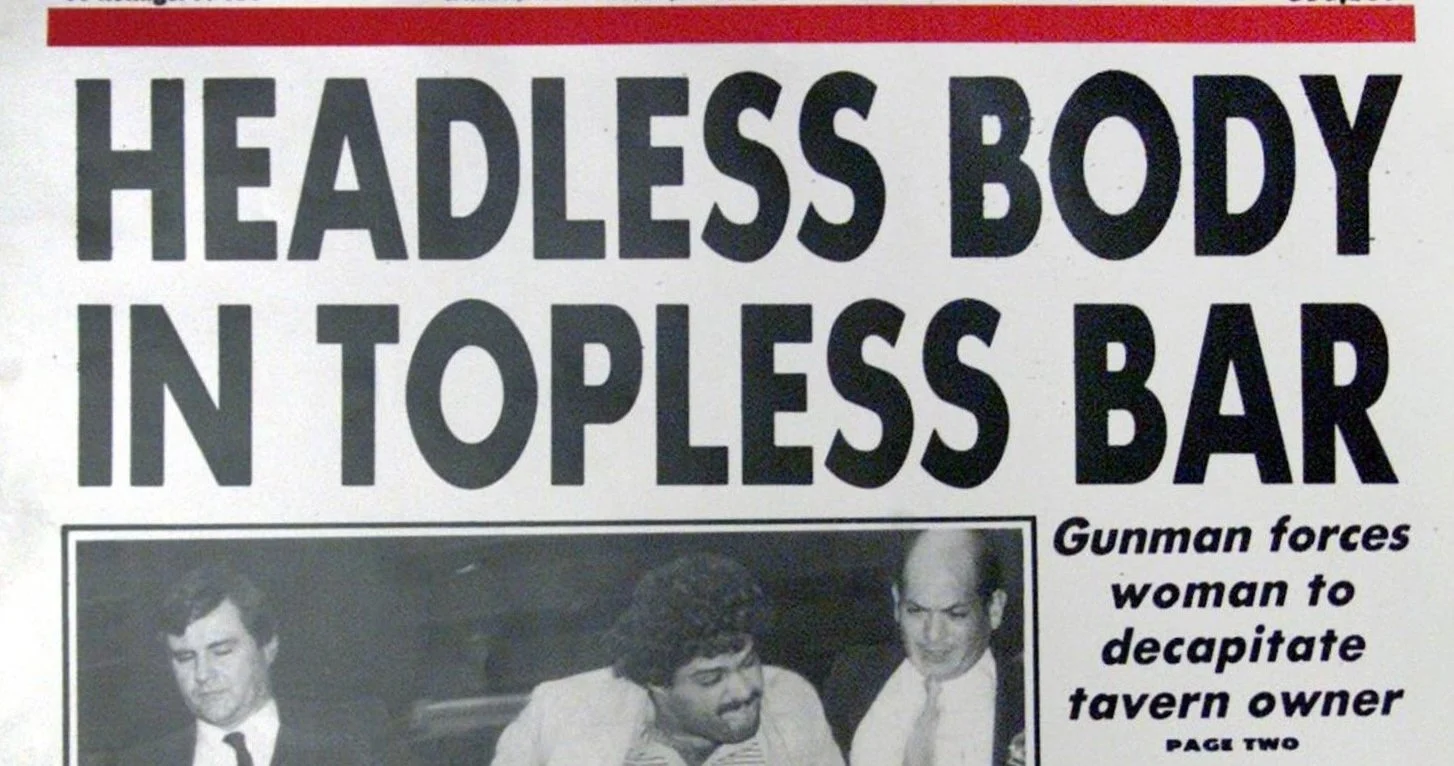 HEADLESS BODY
IN TOPLESS BAR
Gunman forces
woman to
decapitate
tavern owner
PAGE TWO